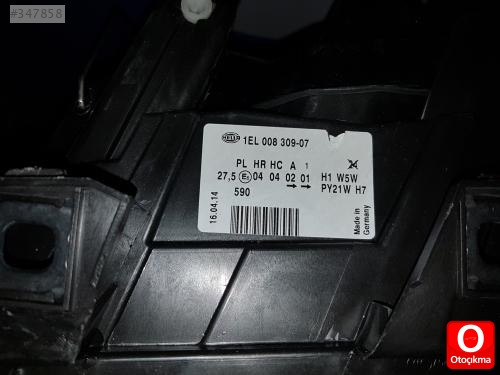 #347858
HELLA 1EL 008 309-07
PL HR HC A 1
27,5 E1 04 04 02 01 H1 W5W
590 PY21W H7
16.04.14
Made in
Germany
O
Otoçıkma